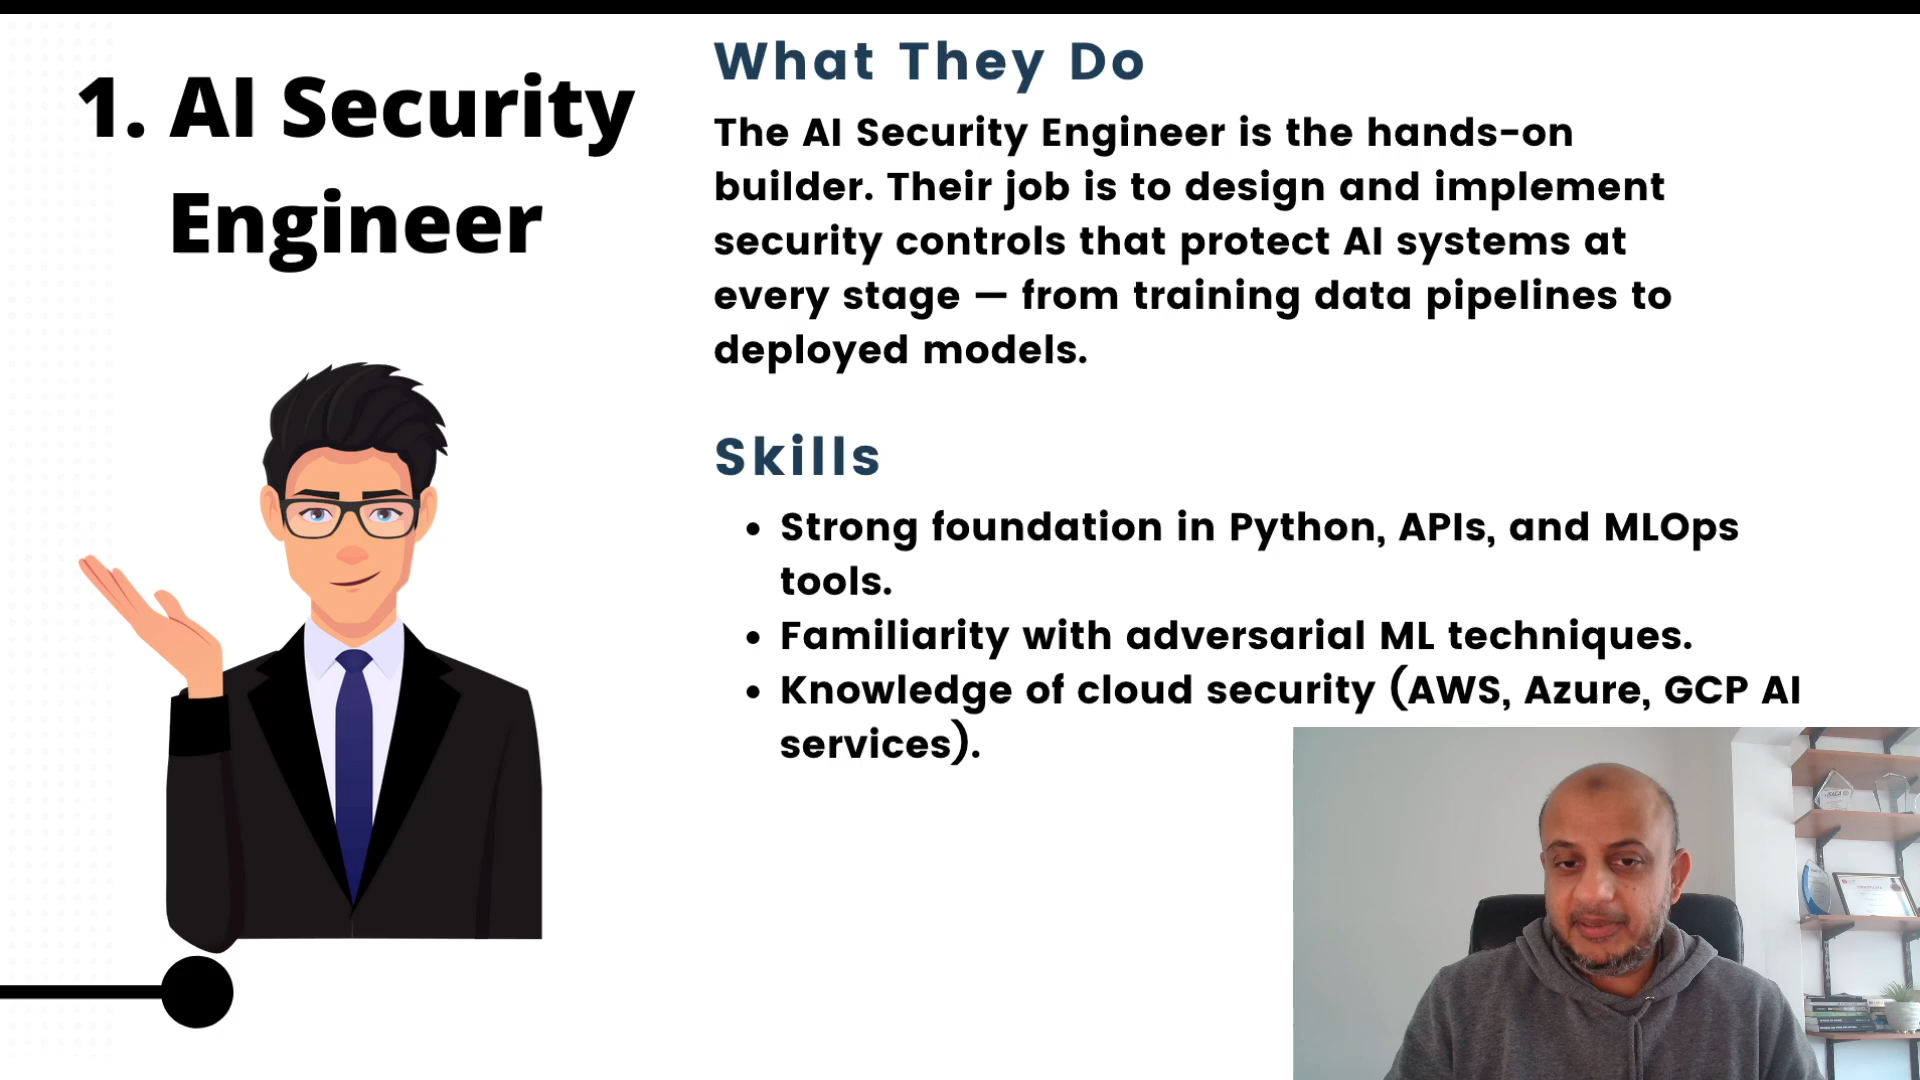 1. AI Security
Engineer
What They Do
The AI Security Engineer is the hands-on
builder. Their job is to design and implement
security controls that protect AI systems at
every stage — from training data pipelines to
deployed models.
Skills
• Strong foundation in Python, APIs, and MLOps
tools.
• Familiarity with adversarial ML techniques.
• Knowledge of cloud security (AWS, Azure, GCP AI
services).